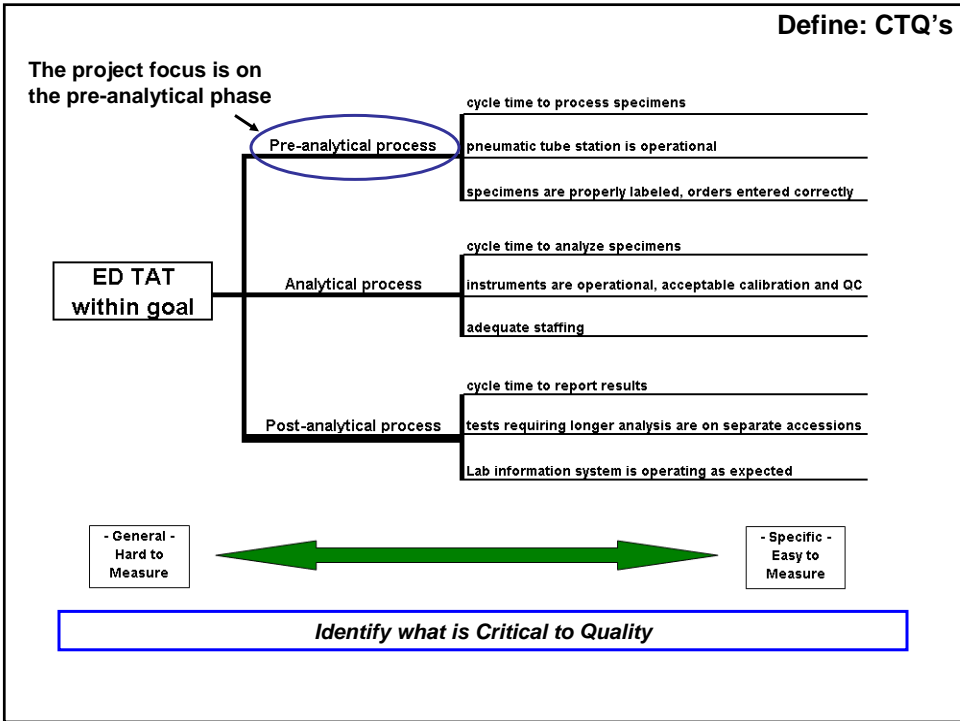 Define: CTQ's
The project focus is on
the pre-analytical phase
cycle time to process specimens
Pre-analytical process
pneumatic tube station is operational
specimens are properly labeled, orders entered correctly
cycle time to analyze specimens
ED TAT
within goal
Analytical process
instruments are operational, acceptable calibration and QC
adequate staffing
cycle time to report results
Post-analytical process
tests requiring longer analysis are on separate accessions
Lab information system is operating as expected
- General -
Hard to
Measure
- Specific -
Easy to
Measure
Identify what is Critical to Quality